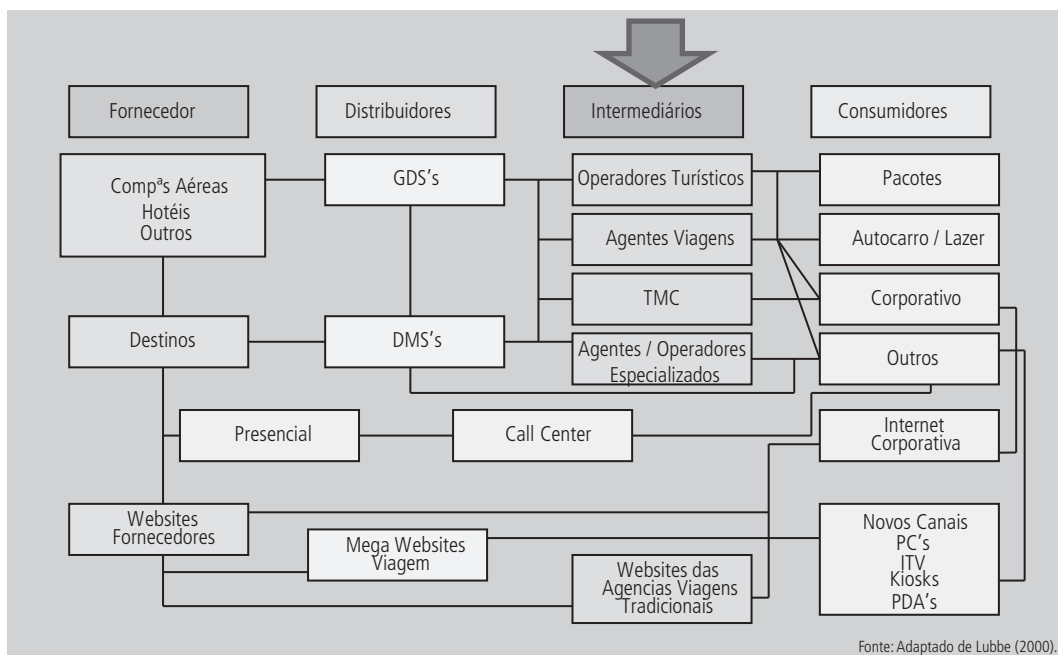 Fornecedor
Distribuidores
Intermediários
Consumidores
Ompªs Aéreas
Hotéis
Outros
GDS's
Operadores Turísticos
Pacotes
Agentes Viagens
Autocarro / Lazer
TMC
Corporativo
Destinos
DMS's
Agentes / Operadores
Especializados
Outros
Presencial
Call Center
Internet
Corporativa
Websites
Fornecedores
Mega Websites
Viagem
Websites das
Agencias Viagens
Tradicionais
Novos Canais
PC's
ITV
Kiosks
PDA's
Fonte: Adaptado de Lubbe (2000).